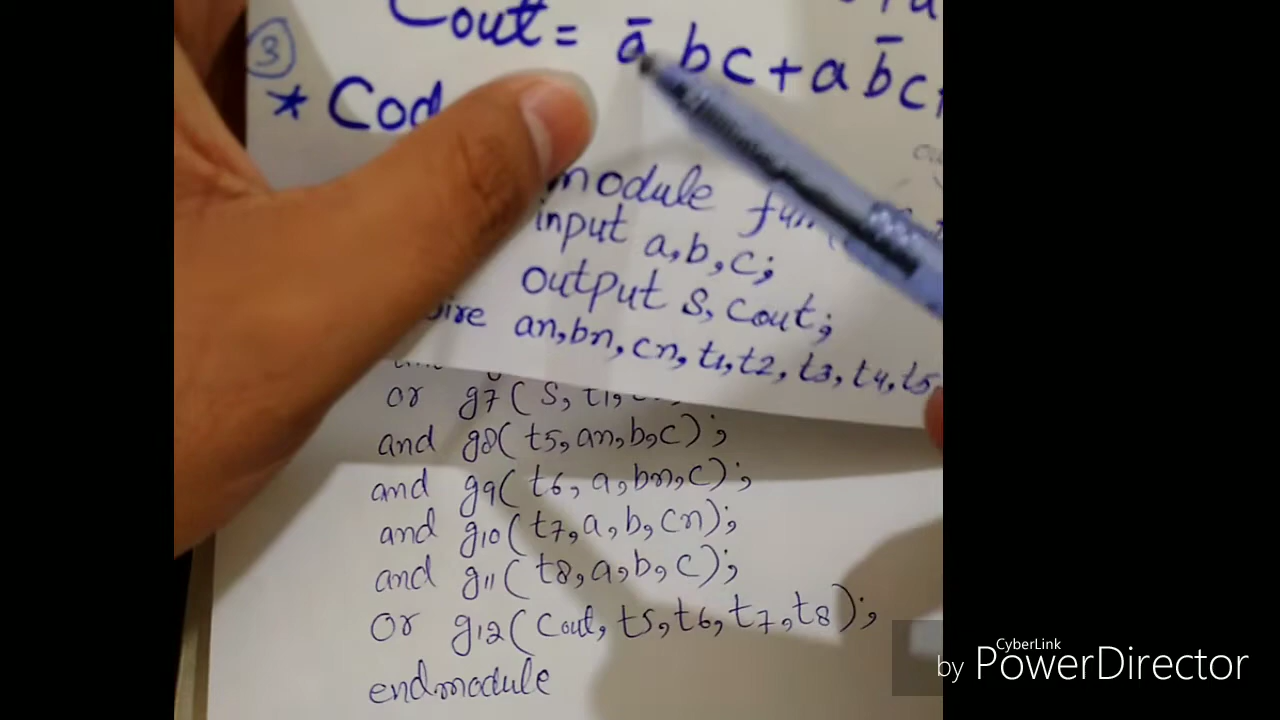 Cout = ā bc + a b̄ c +
3
* Cod
module fun
input a,b,c;
output s, cout;
wire an,bn,cn,t1,t2,t3,t4,t5
or g7( s, t1,
and g8( t5,an,b,c);
and g9( t6,a,bn,c);
and g10( t7,a,b,cn);
and g11( t8,a,b,c);
or g12( cout, t5,t6,t7,t8);
endmodule
CyberLink
by PowerDirector